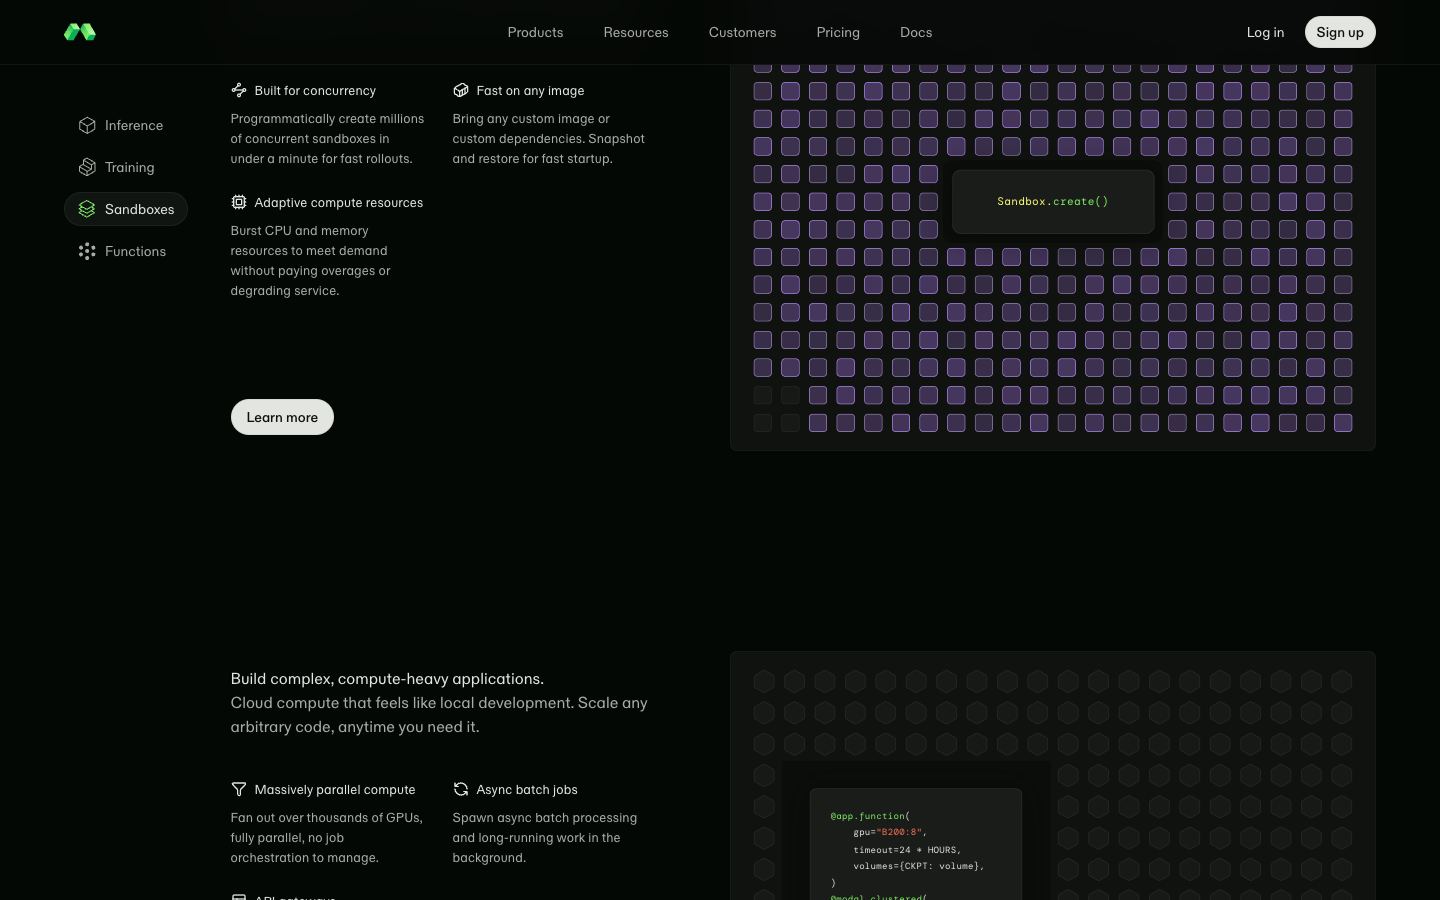 Products
Resources
Customers
Pricing
Docs
Log in
Sign up
Inference
Training
Sandboxes
Functions
Built for concurrency
Programmatically create millions
of concurrent sandboxes in
under a minute for fast rollouts.
Fast on any image
Bring any custom image or
custom dependencies. Snapshot
and restore for fast startup.
Adaptive compute resources
Burst CPU and memory
resources to meet demand
without paying overages or
degrading service.
Learn more
Sandbox.create()
Build complex, compute-heavy applications.
Cloud compute that feels like local development. Scale any
arbitrary code, anytime you need it.
Massively parallel compute
Fan out over thousands of GPUs,
fully parallel, no job
orchestration to manage.
Async batch jobs
Spawn async batch processing
and long-running work in the
background.
API gateways
@app.function(
gpu="B200:8",
timeout=24 * HOURS,
volumes={CKPT: volume},
)
@modal.clustered(